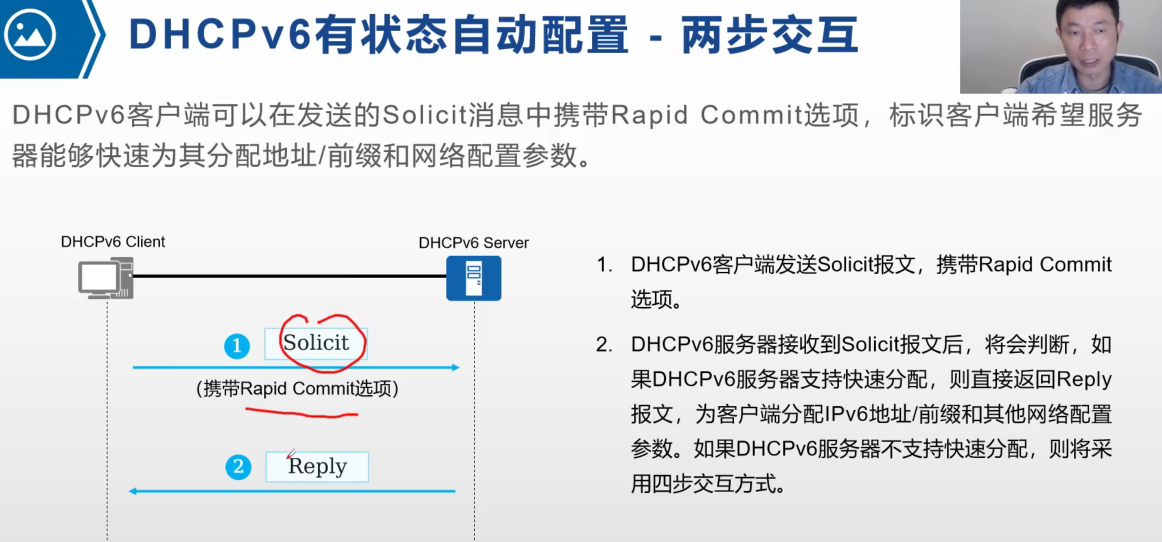 DHCPv6有状态自动配置 - 两步交互
DHCPv6客户端可以在发送的Solicit消息中携带Rapid Commit选项，标识客户端希望服务
器能够快速为其分配地址/前缀和网络配置参数。
DHCPv6 Client
DHCPv6 Server
1 Solicit
(携带Rapid Commit选项)
2 Reply
1. DHCPv6客户端发送Solicit报文，携带Rapid Commit
选项。
2. DHCPv6服务器接收到Solicit报文后，将会判断，如
果DHCPv6服务器支持快速分配，则直接返回Reply
报文，为客户端分配IPv6地址/前缀和其他网络配置
参数。如果DHCPv6服务器不支持快速分配，则将采
用四步交互方式。